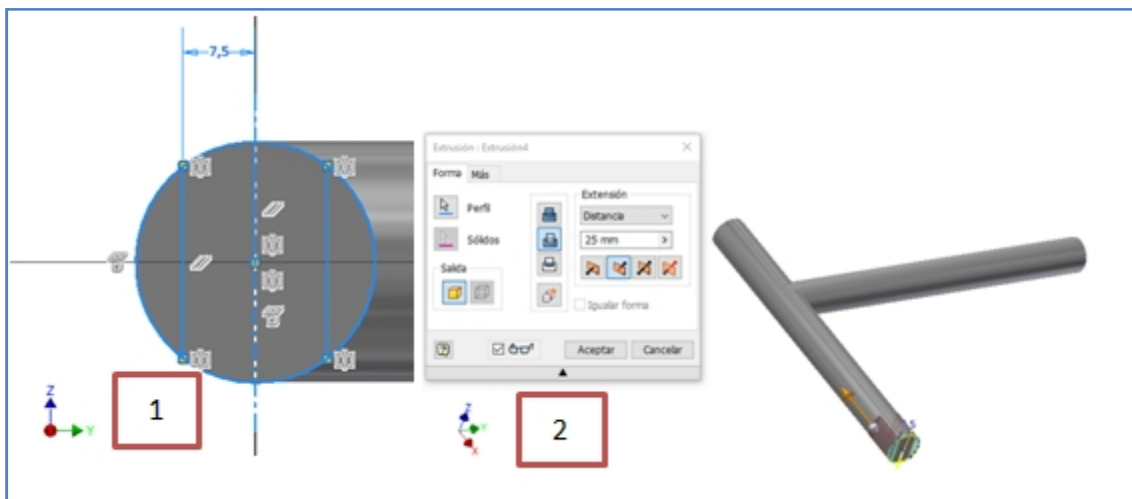 7,5
Z
Y
1
Extrusión : Extrusión4
Forma Más
Perfil
Sólidos
Salida
Extensión
Distancia
25 mm
Igualar forma
Aceptar Cancelar
Z
Y
X
2